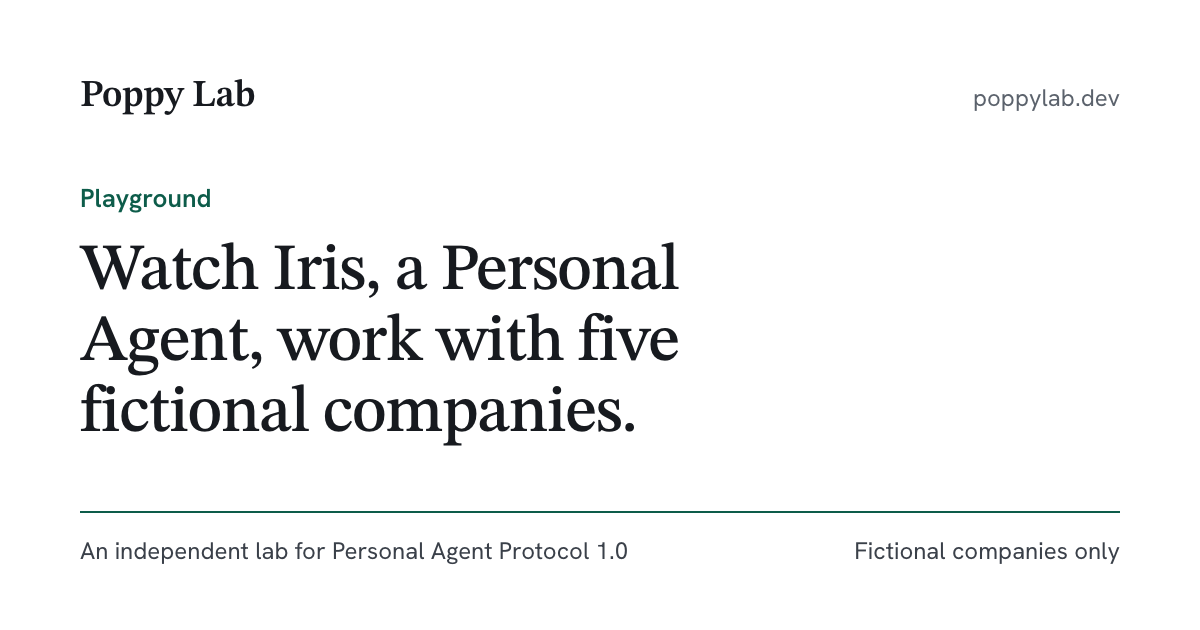 Poppy Lab
poppylab.dev
Playground
Watch Iris, a Personal
Agent, work with five
fictional companies.
An independent lab for Personal Agent Protocol 1.0
Fictional companies only